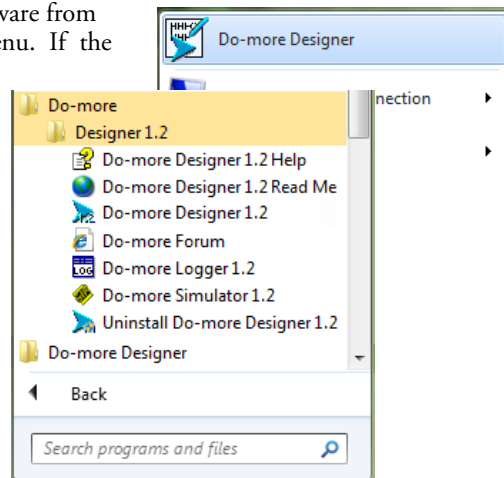 ware from
enu. If the
Do-more Designer
nection
Do-more
Designer 1.2
Do-more Designer 1.2 Help
Do-more Designer 1.2 Read Me
Do-more Designer 1.2
Do-more Forum
LOG Do-more Logger 1.2
Do-more Simulator 1.2
Uninstall Do-more Designer 1.2
Do-more Designer
Back
Search programs and files